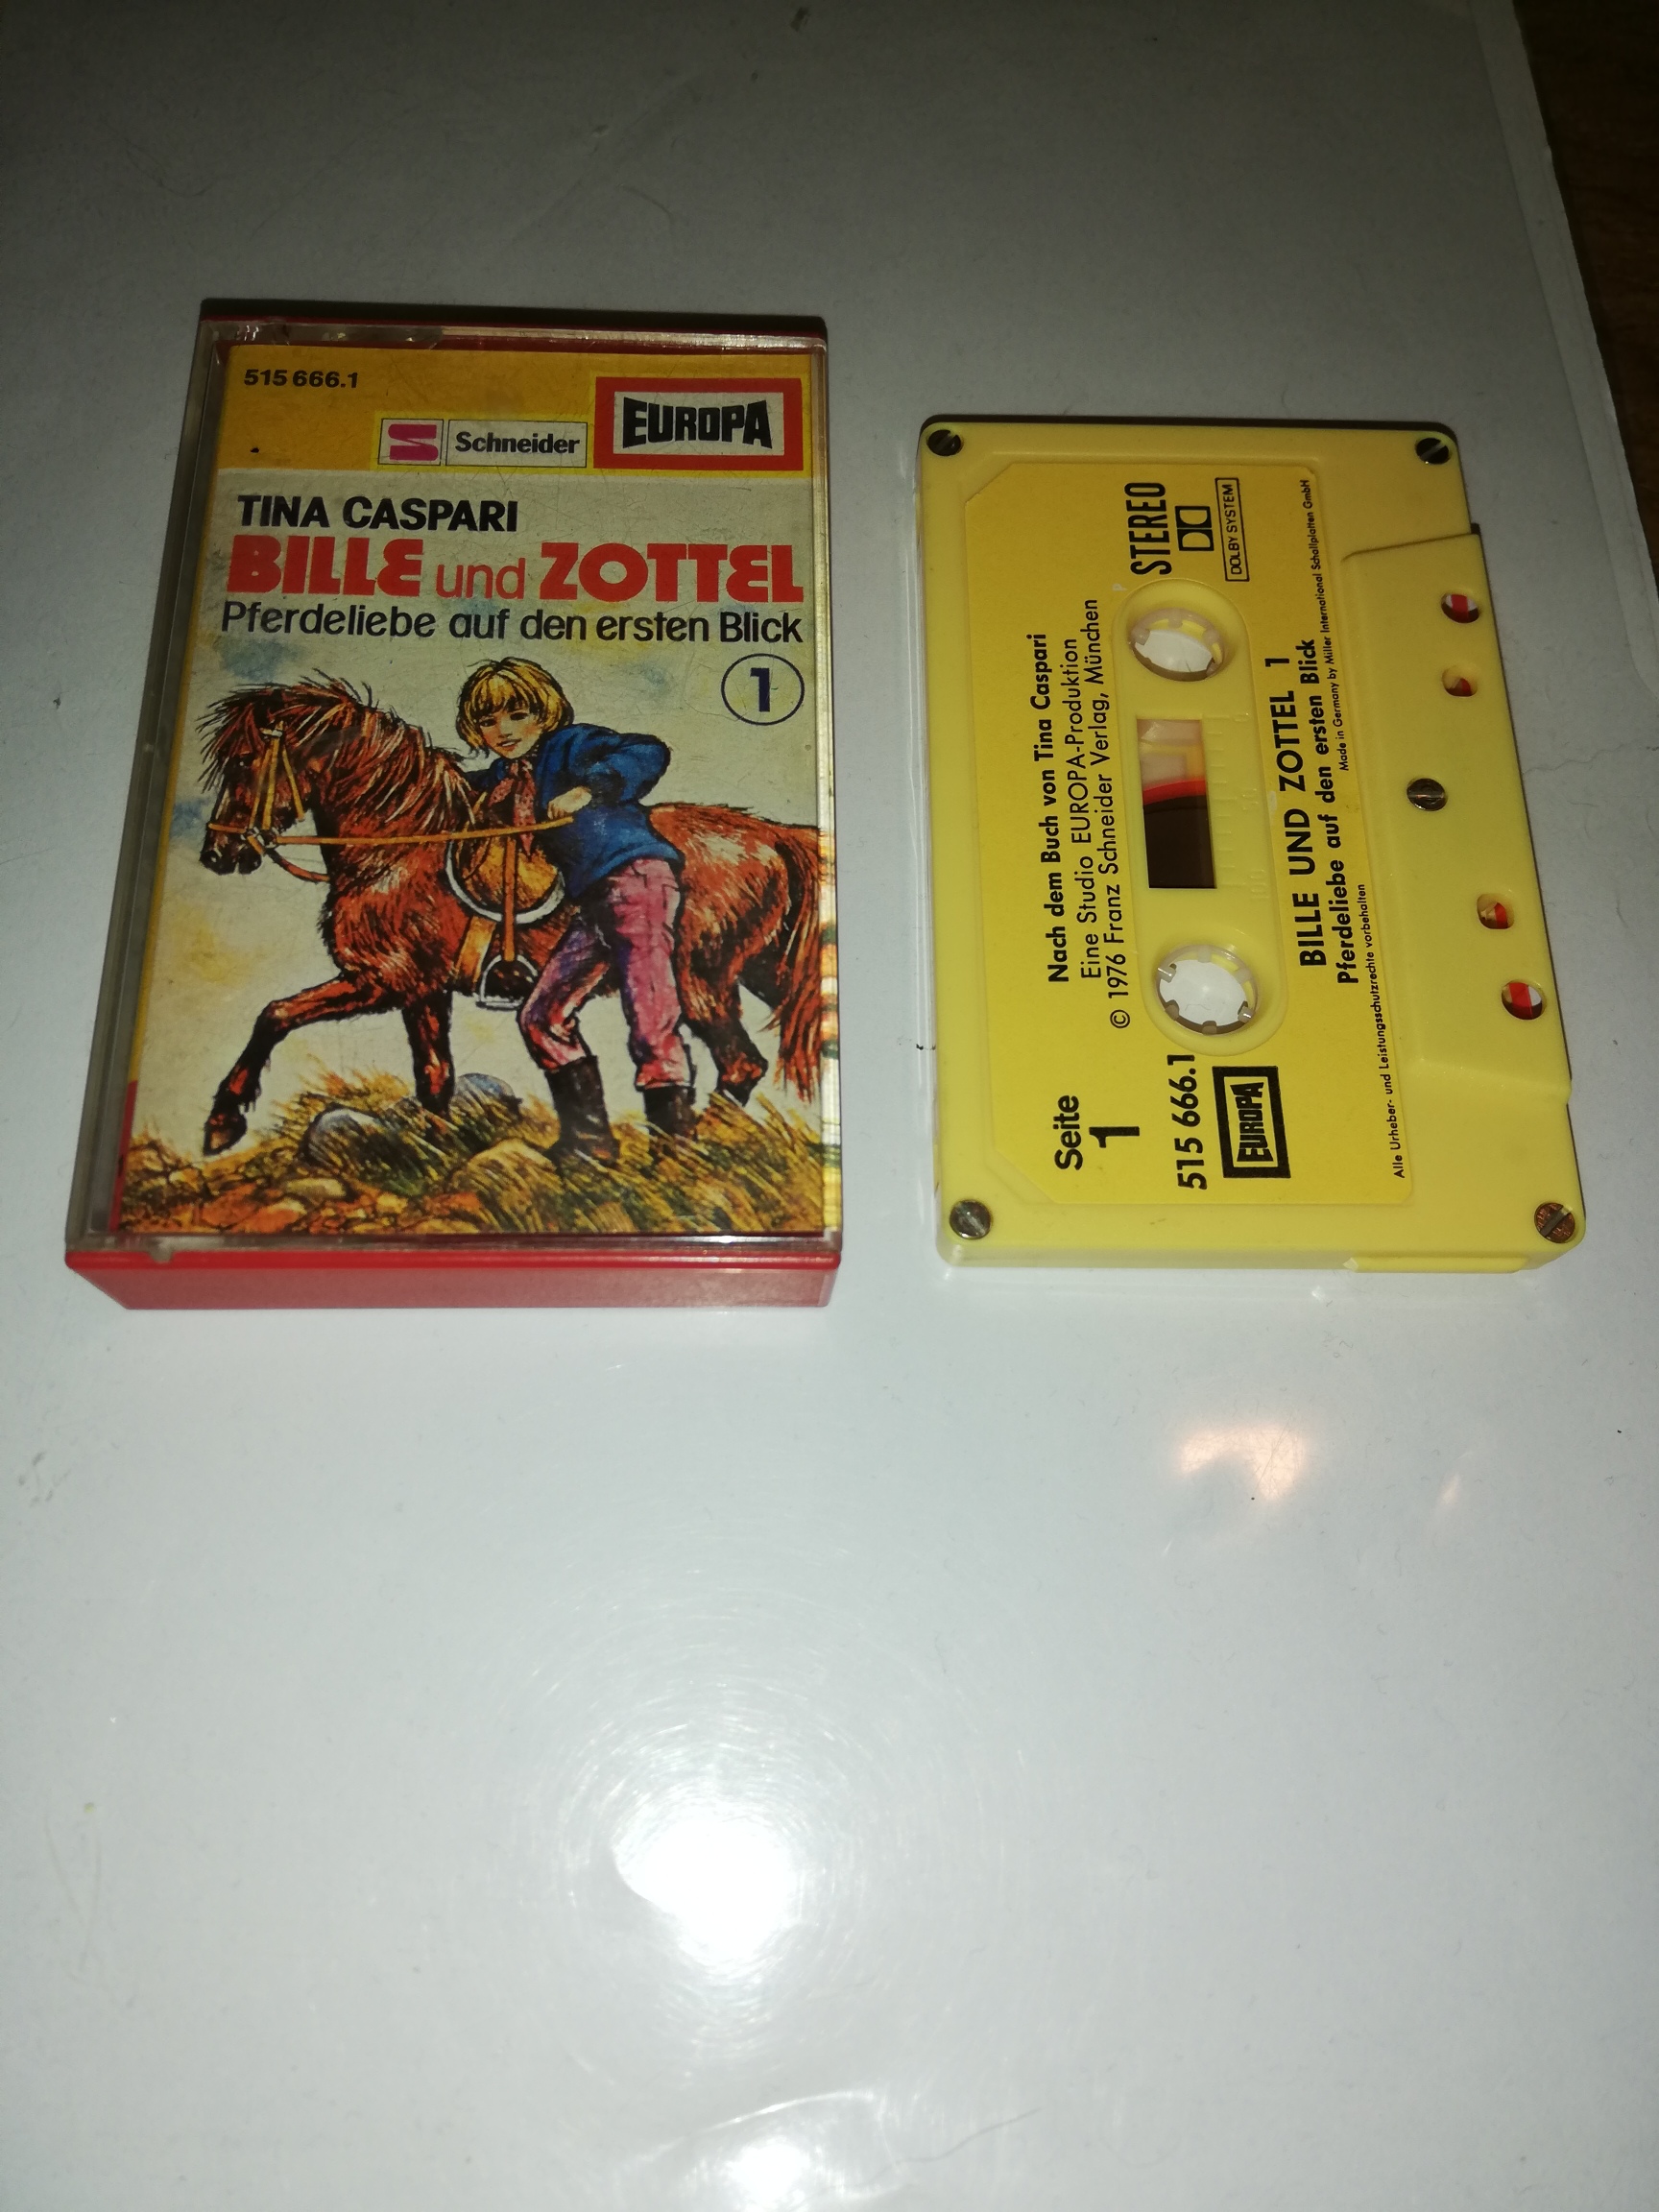 515 666.1
Schneider
EUROPA
TINA CASPARI
BILLE und ZOTTEL
Pferdeliebe auf den ersten Blick
1
Nach dem Buch von Tina Caspari
Eine Studio EUROPA-Produktion
© 1976 Franz Schneider Verlag, München
Seite
1
STEREO
DOLBY SYSTEM
515 666.1
EUROPA
BILLE UND ZOTTEL 1
Pferdeliebe auf den ersten Blick
Made in Germany by Miller International Schallplatten GmbH
Alle Urheber- und Leistungsschutzrechte vorbehalten